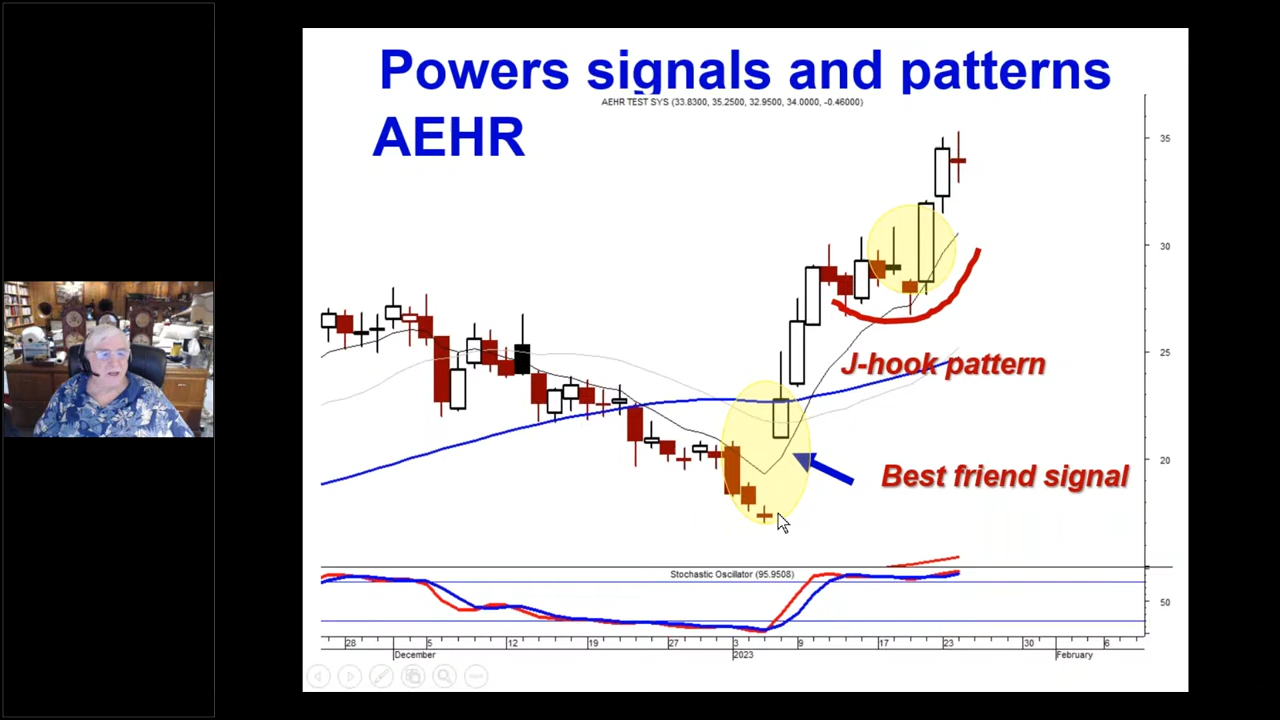 Powers signals and patterns
AEHR TEST SYS (33.8300, 35.2500, 32.9500, 34.0000, -0.46000)
AEHR
35
30
25
J-hook pattern
20
Best friend signal
Stochastic Oscillator (95.9508)
50
28 5 12 19 27 3 9 17 23 30 6
December 2023 February